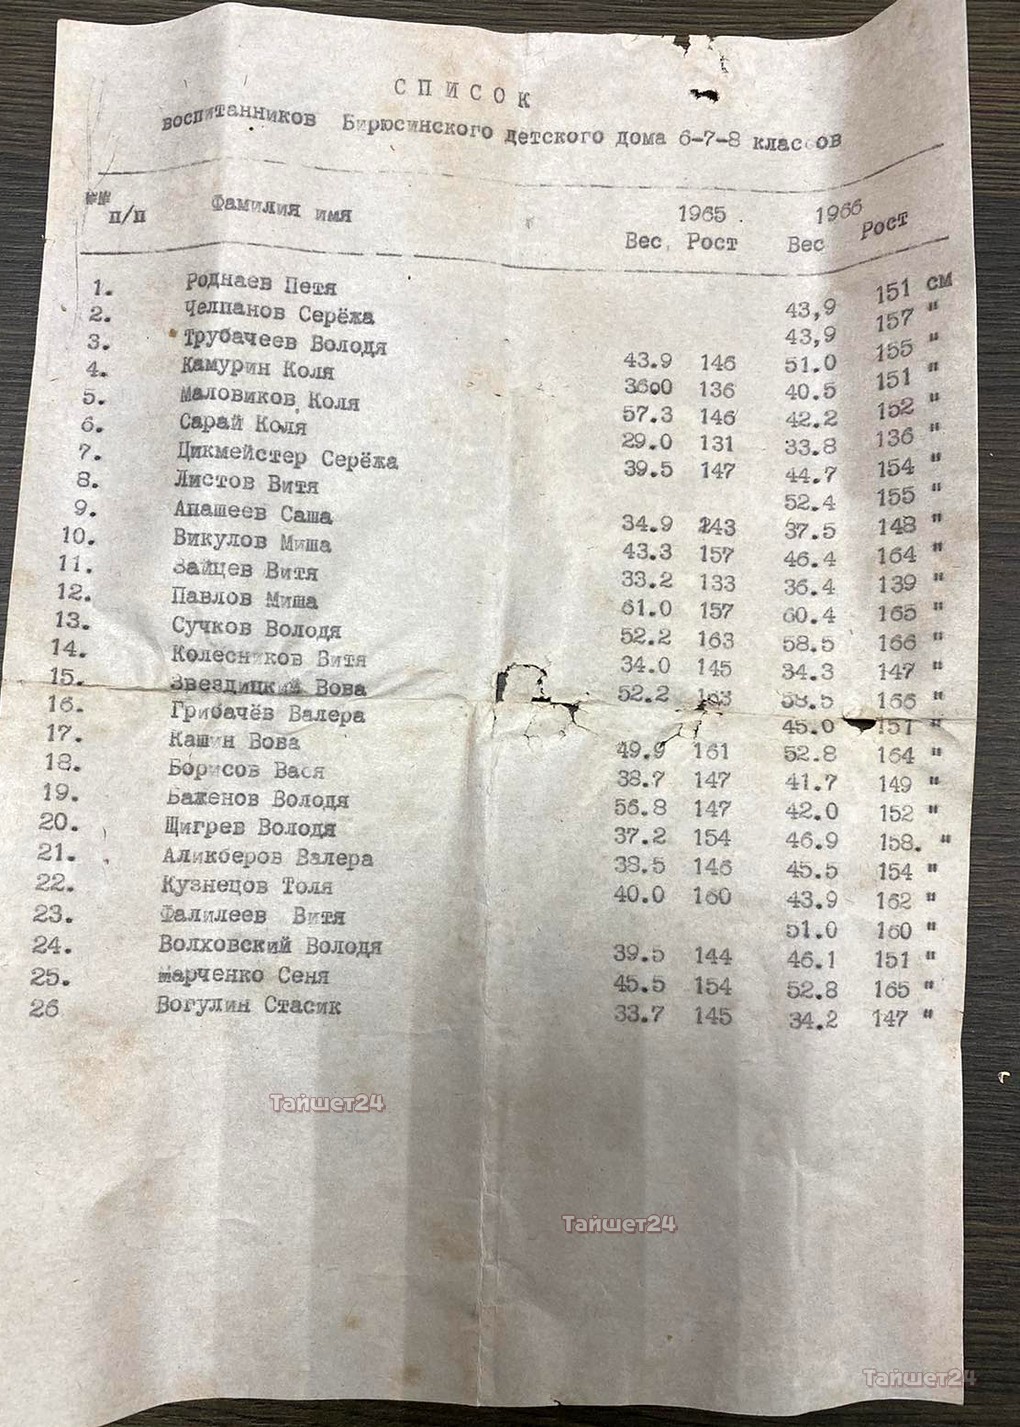 СПИСОК
воспитанников Бирюсинского детского дома 6-7-8 классов
№№ п/п Фамилия имя 1965 1966
Вес, Рост Вес Рост
1. Роднаев Петя 43,9 151 см
2. Челпанов Серёжа 43,9 157 "
3. Трубачеев Володя 43.9 146 51.0 155 "
4. Камурин Коля 36о0 136 40.5 151 "
5. Маловиков Коля 57.3 146 42.2 152 "
6. Сарай Коля 29.0 131 33.8 136 "
7. Цикмейстер Серёжа 39.5 147 44.7 154 "
8. Листов Витя 52.4 155 "
9. Апашеев Саша 34.9 143 37.5 148 "
10. Викулов Миша 43.3 157 46.4 164 "
11. Зайцев Витя 33.2 133 36.4 139 "
12. Павлов Миша 61.0 157 60.4 165 "
13. Сучков Володя 52.2 163 58.5 166 "
14. Колесников Витя 34.0 145 34.3 147 "
15. Звездицкий Вова 52.2 163 58.5 166 "
16. Грибачёв Валера 45.0 151 "
17. Кашин Вова 49.9 161 52.8 164 "
18. Борисов Вася 38.7 147 41.7 149 "
19. Баженов Володя 56.8 147 42.0 152 "
20. Щигрев Володя 37.2 154 46.9 158. "
21. Аликберов Валера 38.5 146 45.5 154 "
22. Кузнецов Толя 40.0 160 43.9 162 "
23. Фалилеев Витя 51.0 160 "
24. Волховский Володя 39.5 144 46.1 151 "
25. Марченко Сеня 45.5 154 52.8 165 "
26 Вогулин Стасик 33.7 145 34.2 147 "
Тайшет24
Тайшет24
Тайшет24